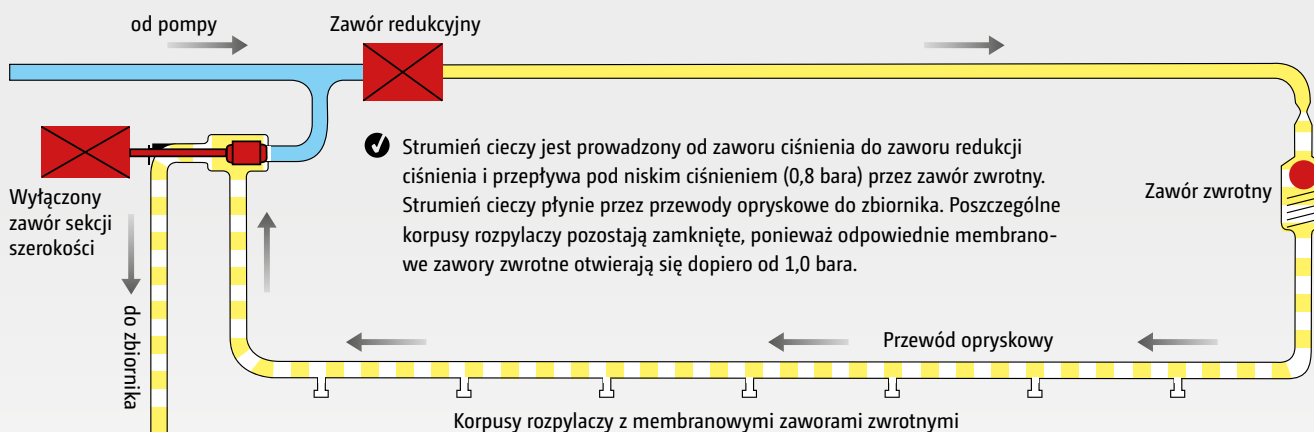 od pompy
Zawór redukcyjny
Strumień cieczy jest prowadzony od zaworu ciśnienia do zaworu redukcji
ciśnienia i przepływa pod niskim ciśnieniem (0,8 bara) przez zawór zwrotny.
Strumień cieczy płynie przez przewody opryskowe do zbiornika. Poszczególne
korpusy rozpylaczy pozostają zamknięte, ponieważ odpowiednie membrano-
we zawory zwrotne otwierają się dopiero od 1,0 bara.
Zawór zwrotny
Wyłączony
zawór sekcji
szerokości
do zbiornika
Przewód opryskowy
Korpusy rozpylaczy z membranowymi zaworami zwrotnymi